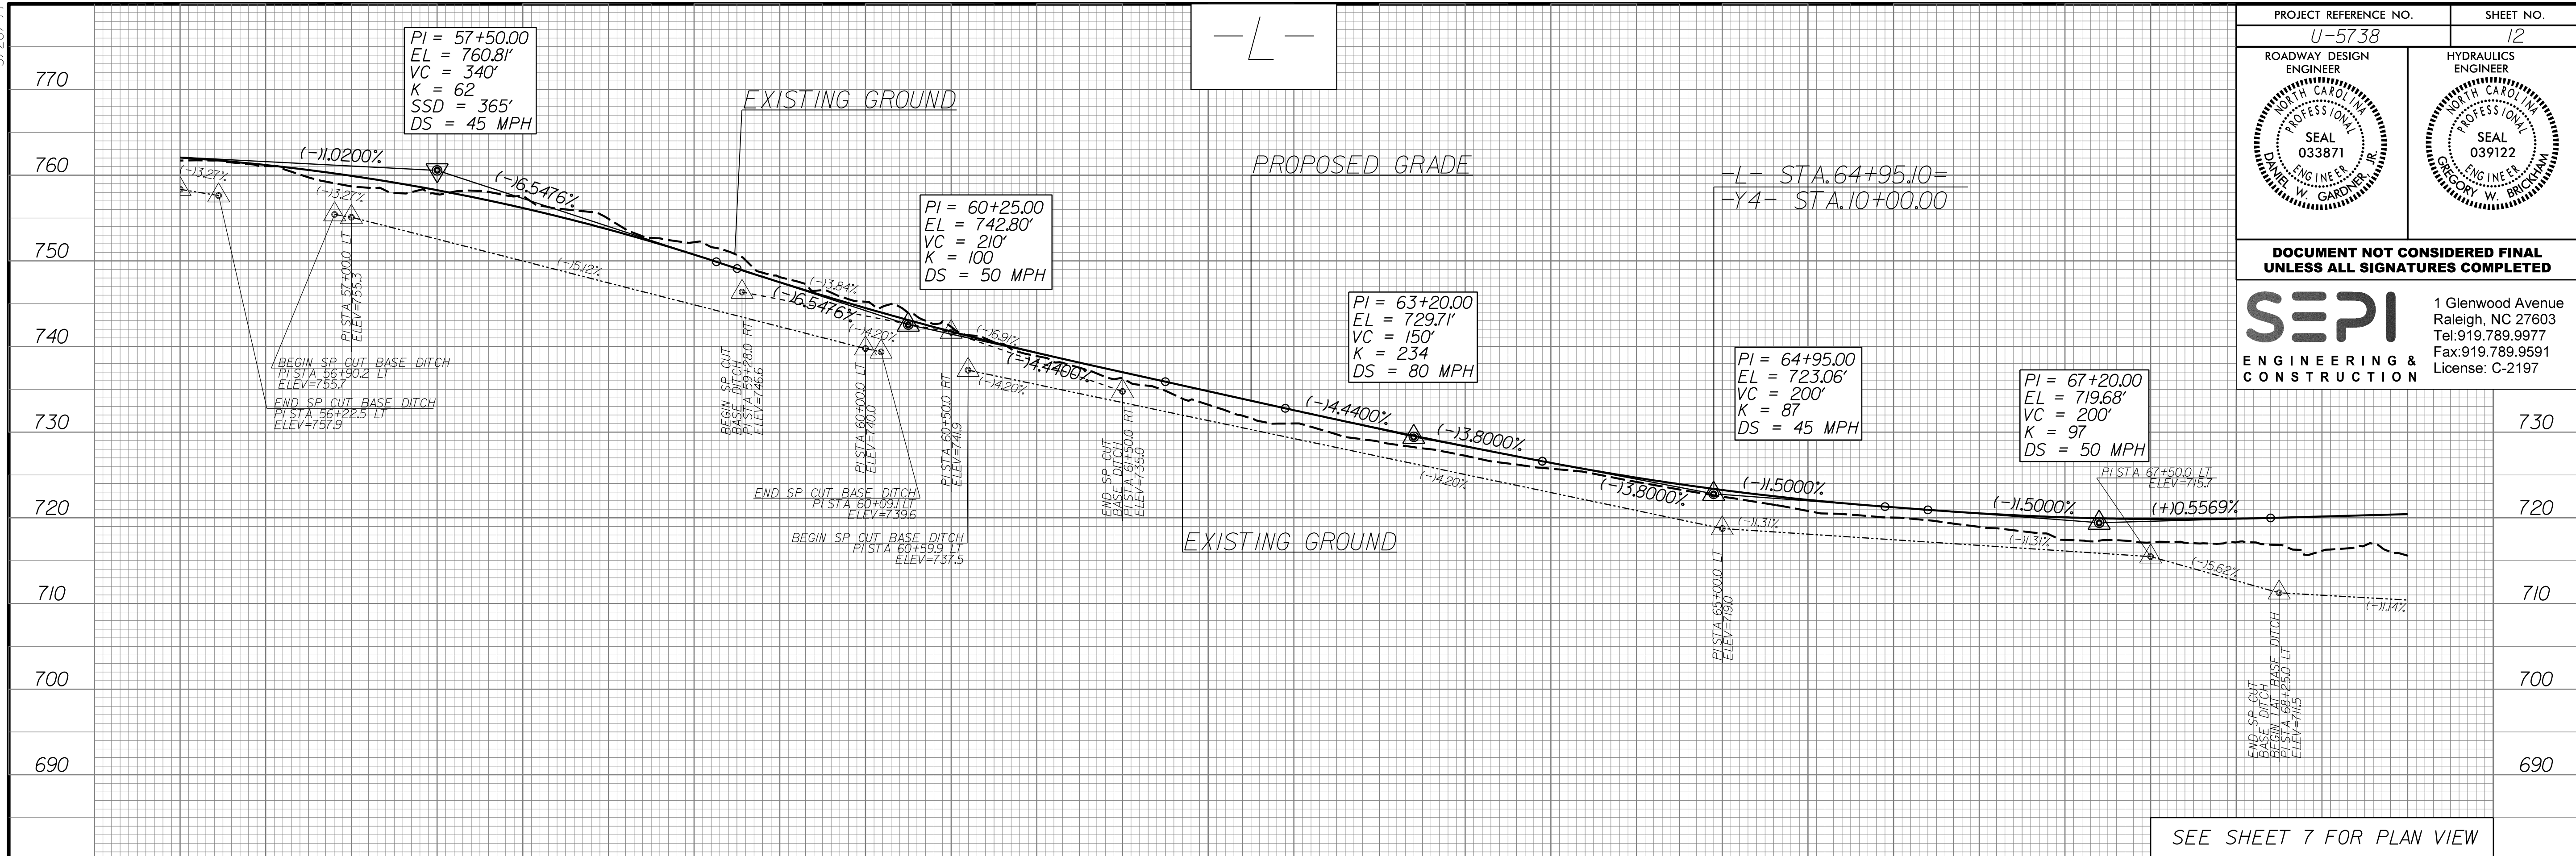 PROJECT REFERENCE NO.
SHEET NO.
U-5738
12
ROADWAY DESIGN
ENGINEER
HYDRAULICS
ENGINEER
NORTH CAROLINA
PROFESSIONAL
SEAL
033871
ENGINEER
DANIEL W. GARDNER, JR.
NORTH CAROLINA
PROFESSIONAL
SEAL
039122
ENGINEER
GREGORY W. BRICKHAM
DOCUMENT NOT CONSIDERED FINAL
UNLESS ALL SIGNATURES COMPLETED
SEPI
ENGINEERING &
CONSTRUCTION
1 Glenwood Avenue
Raleigh, NC 27603
Tel:919.789.9977
Fax:919.789.9591
License: C-2197
-L-
770
760
750
740
730
720
710
700
690
730
720
710
700
690
PI = 57+50.00
EL = 760.81'
VC = 340'
K = 62
SSD = 365'
DS = 45 MPH
EXISTING GROUND
PROPOSED GRADE
-L- STA.64+95.10=
-Y4- STA.10+00.00
PI = 60+25.00
EL = 742.80'
VC = 210'
K = 100
DS = 50 MPH
PI = 63+20.00
EL = 729.71'
VC = 150'
K = 234
DS = 80 MPH
PI = 64+95.00
EL = 723.06'
VC = 200'
K = 87
DS = 45 MPH
PI = 67+20.00
EL = 719.68'
VC = 200'
K = 97
DS = 50 MPH
(-)1.0200%
(-)6.5476%
(-)3.27%
(-)3.27%
(-)5.12%
(-)3.84%
(-)6.5476%
(-)4.20%
(-)6.91%
(-)4.4400%
(-)4.20%
(-)4.4400%
(-)3.8000%
(-)4.20%
(-)3.8000%
(-)1.5000%
(-)1.31%
(-)1.5000%
(+)0.5569%
(-)1.31%
(-)5.62%
(-)1.14%
PI STA 57+00.0 LT
ELEV=755.3
BEGIN SP CUT BASE DITCH
PI STA 56+90.2 LT
ELEV=755.7
END SP CUT BASE DITCH
PI STA 56+22.5 LT
ELEV=757.9
BEGIN SP CUT
BASE DITCH
PI STA 59+28.0 RT
ELEV=746.6
PI STA 60+00.0 LT
ELEV=740.0
PI STA 60+50.0 RT
ELEV=741.9
END SP CUT BASE DITCH
PI STA 60+09.1 LT
ELEV=739.6
BEGIN SP CUT BASE DITCH
PI STA 60+59.9 LT
ELEV=737.5
END SP CUT
BASE DITCH
PI STA 61+50.0 RT
ELEV=735.0
EXISTING GROUND
PI STA 65+00.0 LT
ELEV=719.0
PI STA 67+50.0 LT
ELEV=715.7
END SP CUT
BASE DITCH
BEGIN LAT BASE DITCH
PI STA 68+25.0 LT
ELEV=711.5
SEE SHEET 7 FOR PLAN VIEW